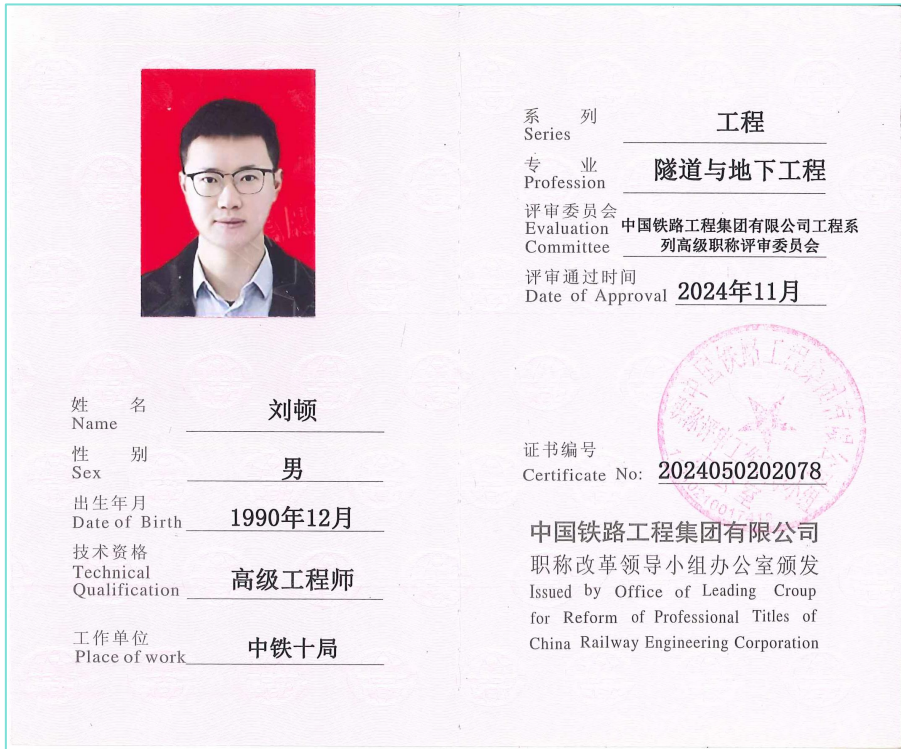 姓 名 刘顿
Name
性 别 男
Sex
出生年月
Date of Birth 1990年12月
技术资格
Technical 高级工程师
Qualification
工作单位 中铁十局
Place of work
系 列 工程
Series
专 业 隧道与地下工程
Profession
评审委员会
Evaluation 中国铁路工程集团有限公司工程系
Committee 列高级职称评审委员会
评审通过时间
Date of Approval 2024年11月
证书编号
Certificate No: 2024050202078
中国铁路工程集团有限公司
职称改革领导小组办公室颁发
Issued by Office of Leading Croup
for Reform of Professional Titles of
China Railway Engineering Corporation